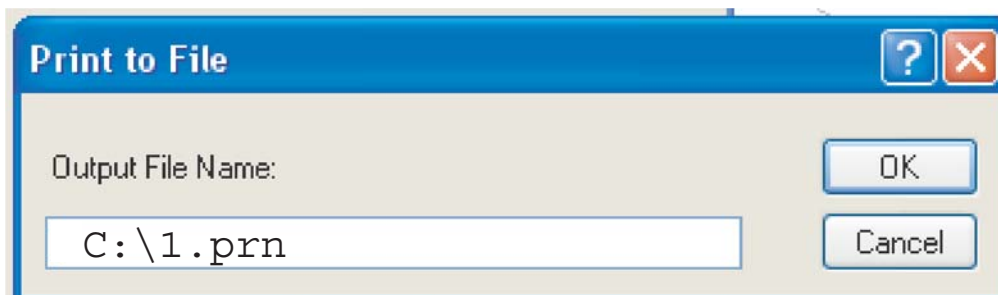 Print to File
?
Output File Name:
OK
C:\1.prn
Cancel